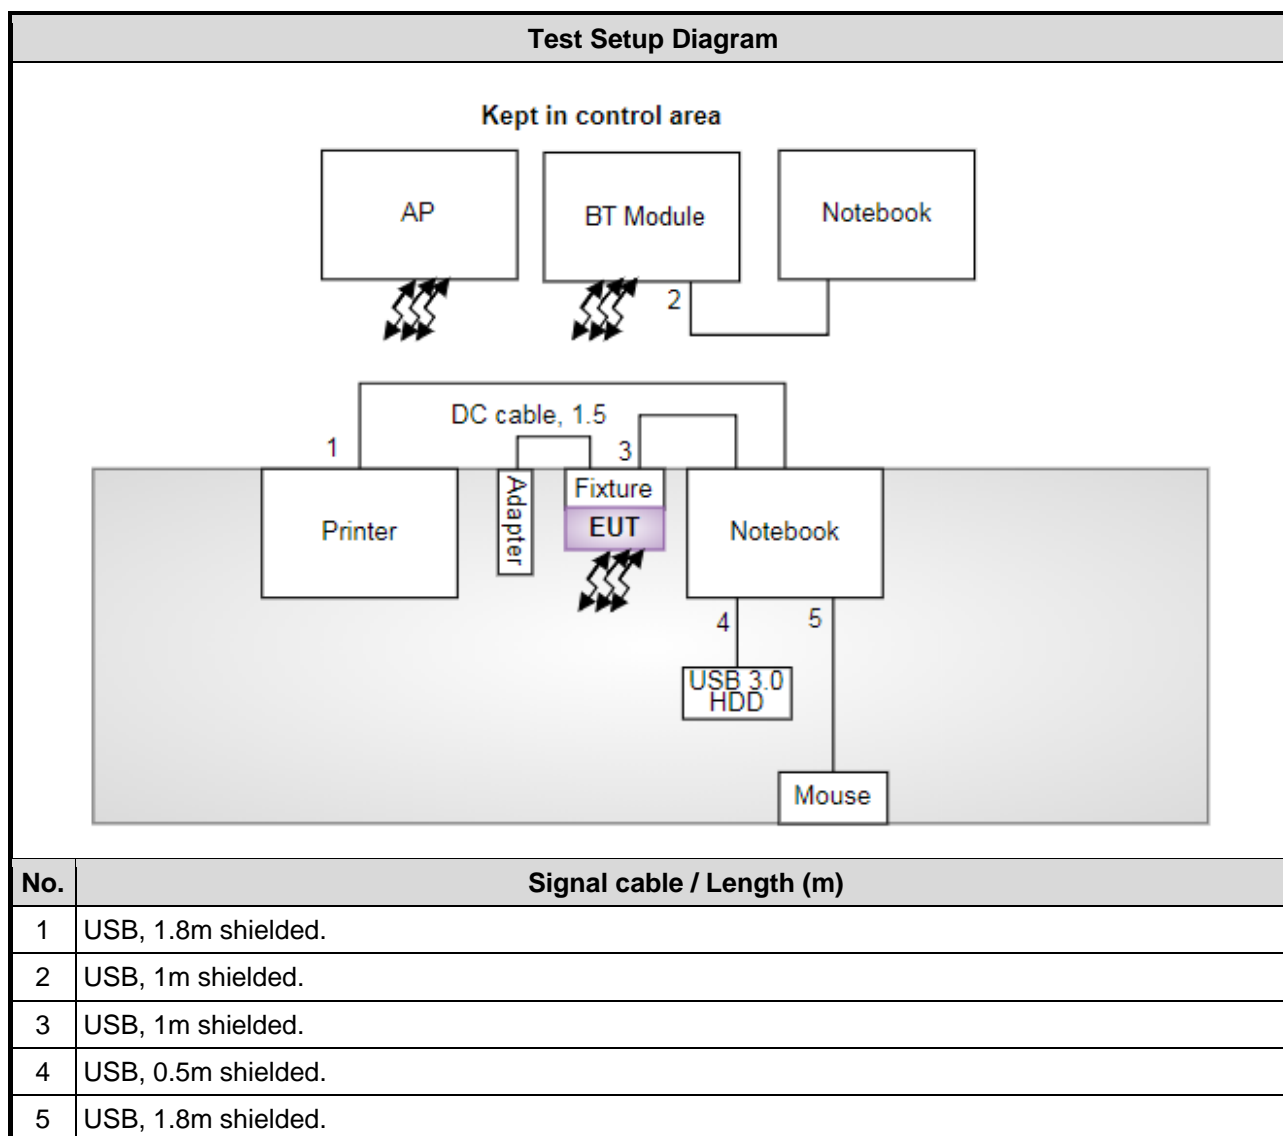 Test Setup Diagram
Kept in control area
AP
BT Module
Notebook
2
DC cable, 1.5
1
3
Printer
Adapter
Fixture
EUT
Notebook
4
5
USB 3.0
HDD
Mouse
No. Signal cable / Length (m)
1 USB, 1.8m shielded.
2 USB, 1m shielded.
3 USB, 1m shielded.
4 USB, 0.5m shielded.
5 USB, 1.8m shielded.